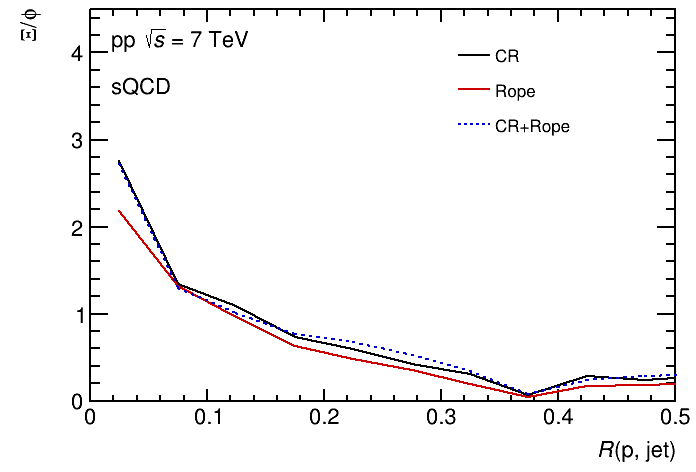 Ξ/ϕ
pp √s = 7 TeV
sQCD
CR
Rope
CR+Rope
4
3
2
1
0
0 0.1 0.2 0.3 0.4 0.5
R(p, jet)